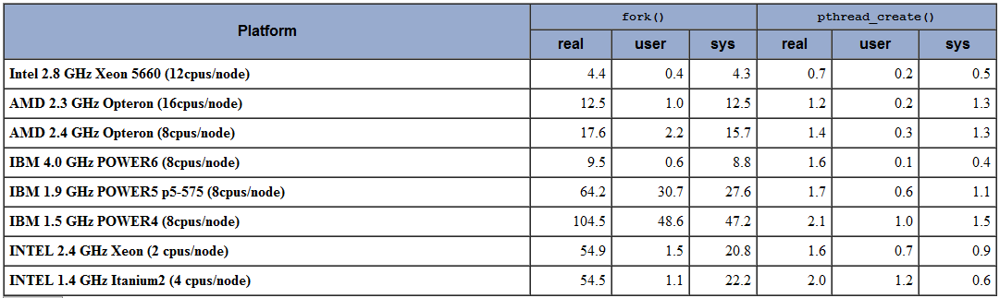 Platform fork() pthread_create()
real user sys real user sys
Intel 2.8 GHz Xeon 5660 (12cpus/node) 4.4 0.4 4.3 0.7 0.2 0.5
AMD 2.3 GHz Opteron (16cpus/node) 12.5 1.0 12.5 1.2 0.2 1.3
AMD 2.4 GHz Opteron (8cpus/node) 17.6 2.2 15.7 1.4 0.3 1.3
IBM 4.0 GHz POWER6 (8cpus/node) 9.5 0.6 8.8 1.6 0.1 0.4
IBM 1.9 GHz POWER5 p5-575 (8cpus/node) 64.2 30.7 27.6 1.7 0.6 1.1
IBM 1.5 GHz POWER4 (8cpus/node) 104.5 48.6 47.2 2.1 1.0 1.5
INTEL 2.4 GHz Xeon (2 cpus/node) 54.9 1.5 20.8 1.6 0.7 0.9
INTEL 1.4 GHz Itanium2 (4 cpus/node) 54.5 1.1 22.2 2.0 1.2 0.6